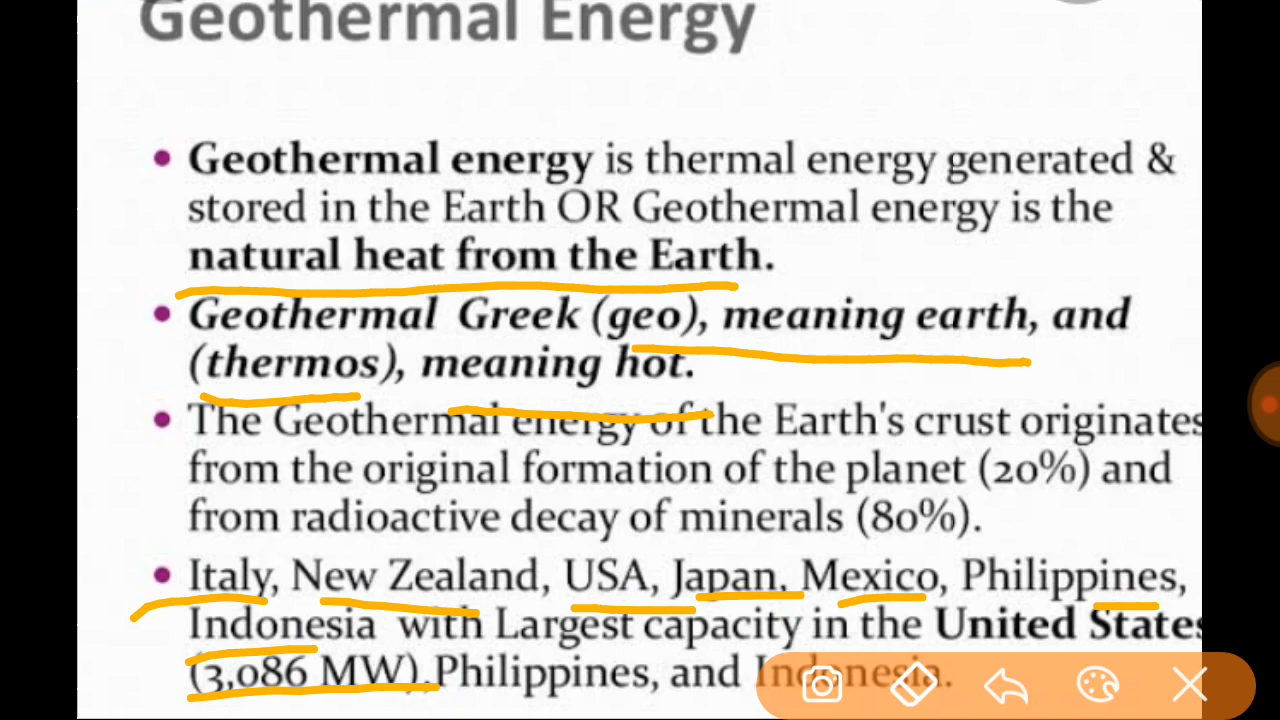 Geothermal Energy
Geothermal energy is thermal energy generated &
stored in the Earth OR Geothermal energy is the
natural heat from the Earth.
Geothermal Greek (geo), meaning earth, and
(thermos), meaning hot.
The Geothermal energy of the Earth's crust originates
from the original formation of the planet (20%) and
from radioactive decay of minerals (80%).
Italy, New Zealand, USA, Japan, Mexico, Philippines,
Indonesia with Largest capacity in the United States
(3,086 MW),Philippines, and Indonesia.